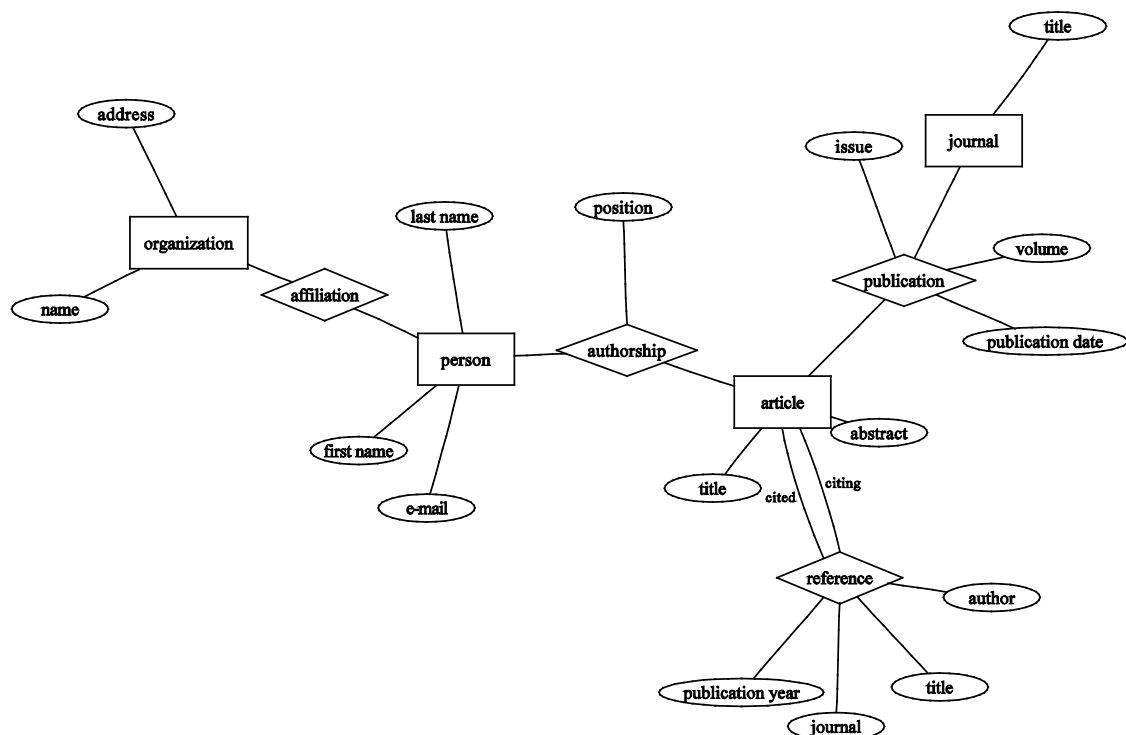 title
address
issue
journal
last name
position
organization
volume
publication
affiliation
name
publication date
authorship
person
article
abstract
first name
title
citing
cited
e-mail
reference
author
publication year
title
journal